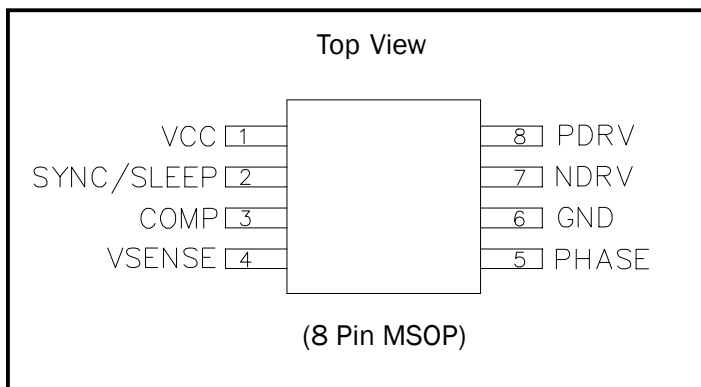 Top View
VCC 1
SYNC/SLEEP 2
COMP 3
VSENSE 4
8 PDRV
7 NDRV
6 GND
5 PHASE
(8 Pin MSOP)